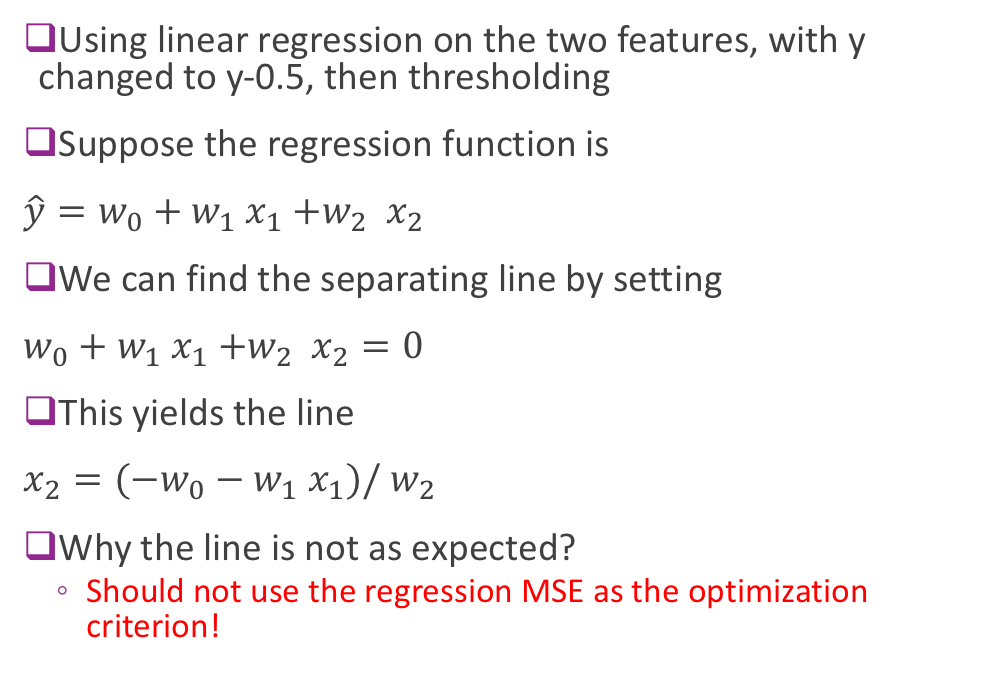 ❑Using linear regression on the two features, with y
changed to y-0.5, then thresholding
❑Suppose the regression function is
ŷ = w₀ + w₁ x₁ +w₂ x₂
❑We can find the separating line by setting
w₀ + w₁ x₁ +w₂ x₂ = 0
❑This yields the line
x₂ = (−w₀ − w₁ x₁)/ w₂
❑Why the line is not as expected?
◦ Should not use the regression MSE as the optimization
criterion!